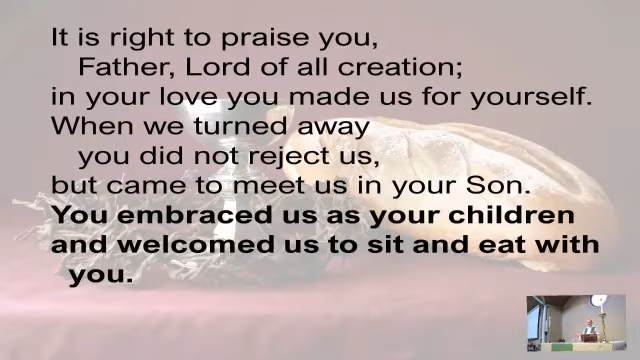 It is right to praise you,
Father, Lord of all creation;
in your love you made us for yourself.
When we turned away
you did not reject us,
but came to meet us in your Son.
You embraced us as your children
and welcomed us to sit and eat with
you.